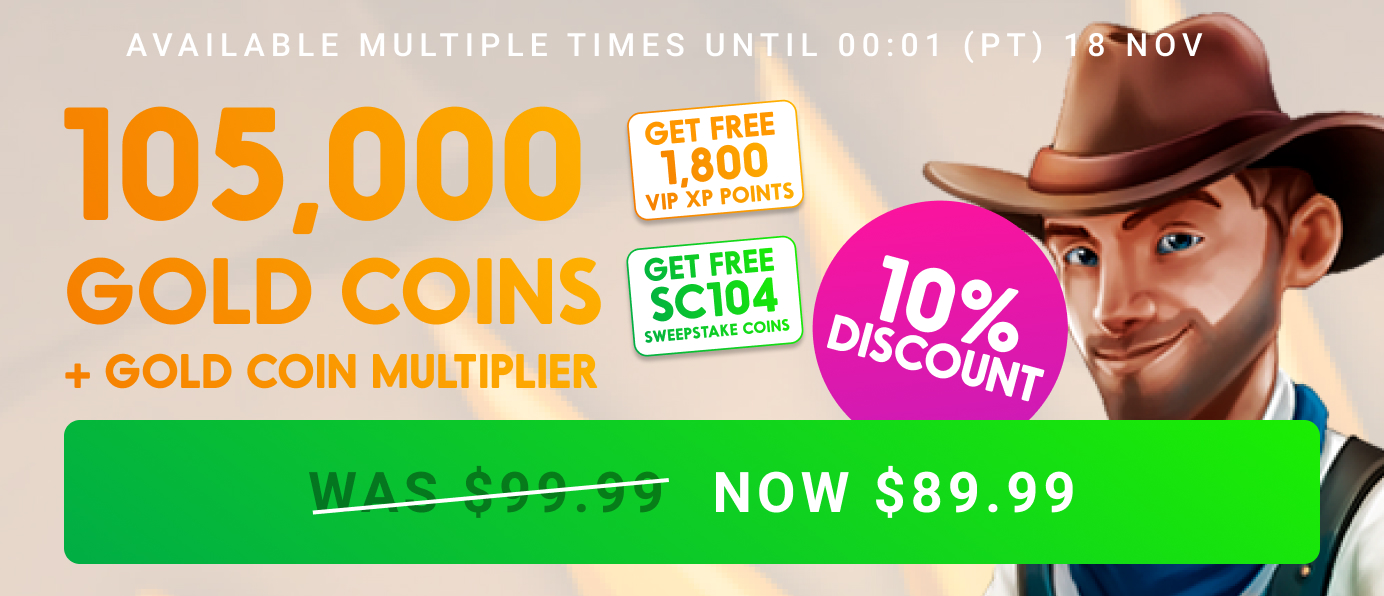 AVAILABLE MULTIPLE TIMES UNTIL 00:01 (PT) 18 NOV
105,000
GOLD COINS
+ GOLD COIN MULTIPLIER
GET FREE
1,800
VIP XP POINTS
GET FREE
SC104
SWEEPSTAKE COINS
10%
DISCOUNT
WAS $99.99 NOW $89.99